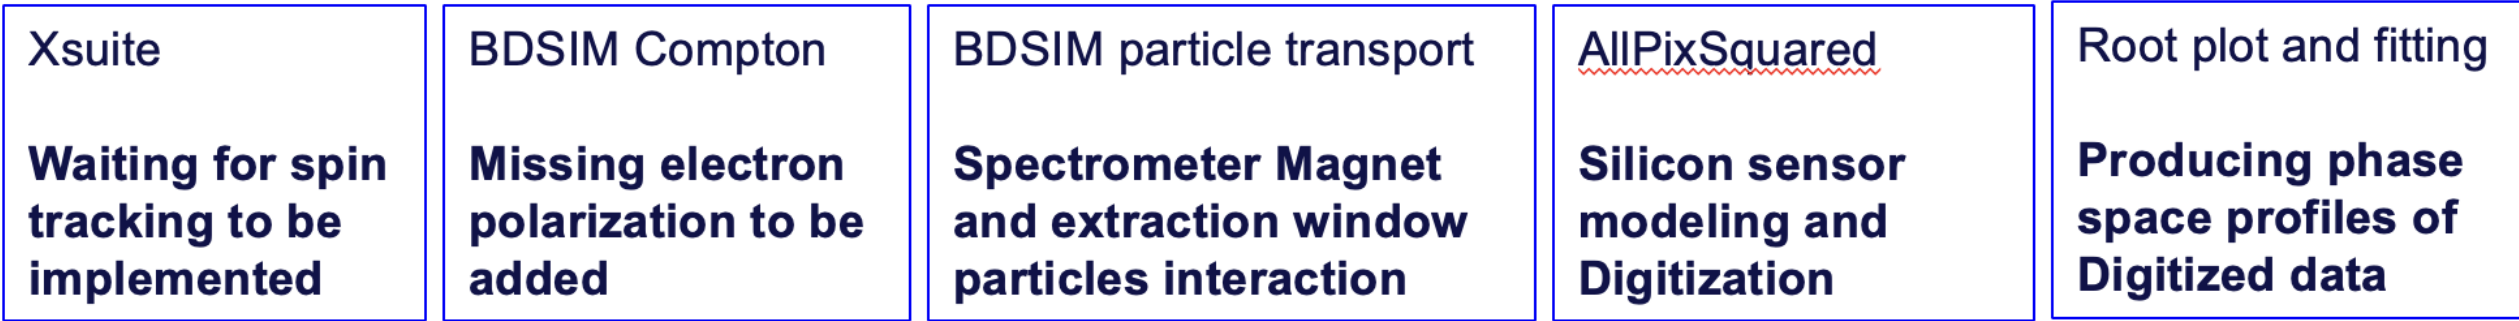 Xsuite
Waiting for spin
tracking to be
implemented
BDSIM Compton
Missing electron
polarization to be
added
BDSIM particle transport
Spectrometer Magnet
and extraction window
particles interaction
AllPixSquared
Silicon sensor
modeling and
Digitization
Root plot and fitting
Producing phase
space profiles of
Digitized data